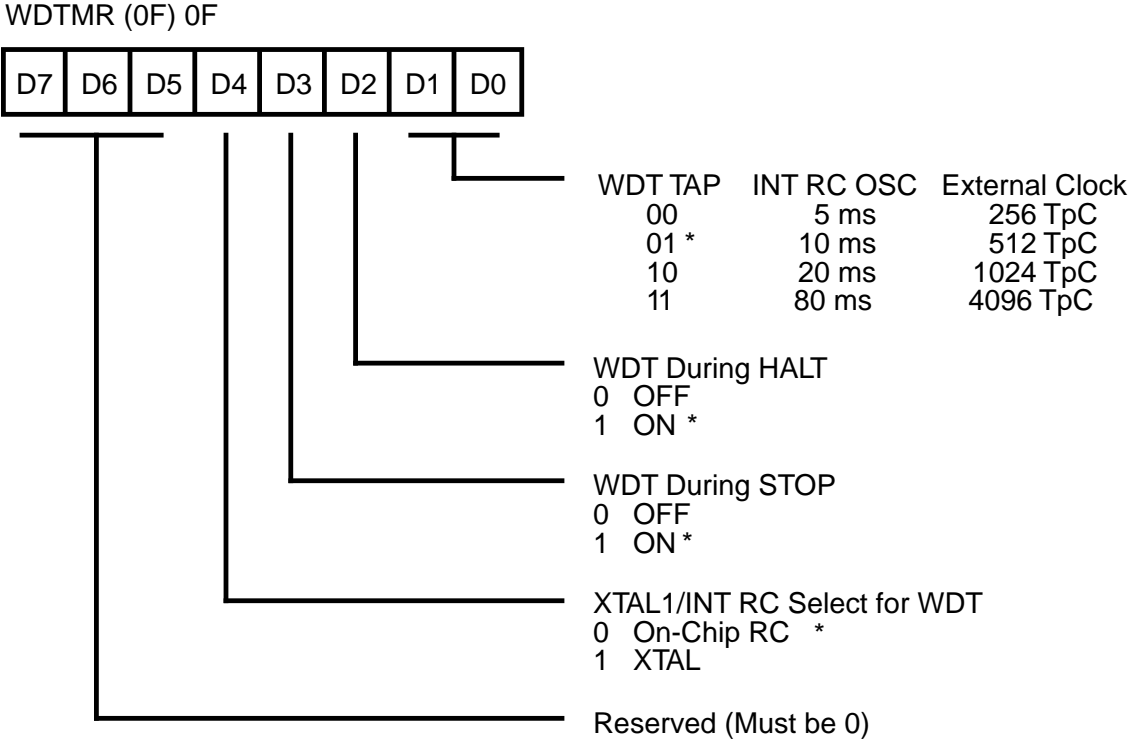 WDTMR (0F) 0F
D7 D6 D5 D4 D3 D2 D1 D0
WDT TAP INT RC OSC External Clock
00 5 ms 256 TpC
01 * 10 ms 512 TpC
10 20 ms 1024 TpC
11 80 ms 4096 TpC
WDT During HALT
0 OFF
1 ON *
WDT During STOP
0 OFF
1 ON *
XTAL1/INT RC Select for WDT
0 On-Chip RC *
1 XTAL
Reserved (Must be 0)